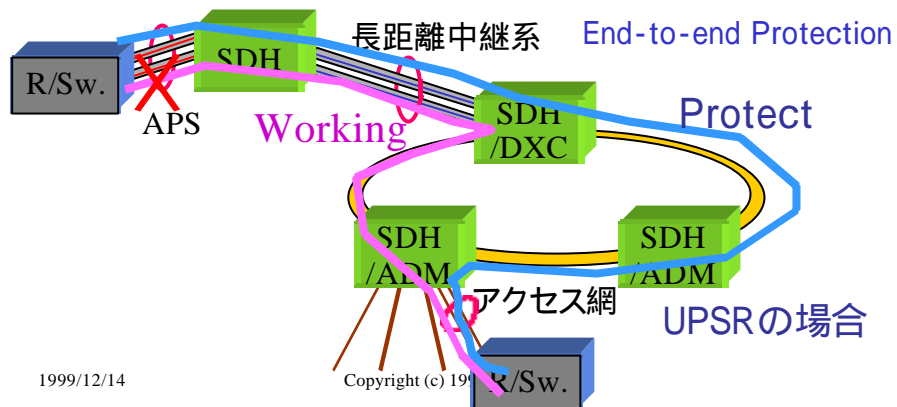 長距離中継系
End-to-end Protection
SDH
R/Sw.
APS
Working
SDH
/DXC
Protect
SDH
/ADM
SDH
/ADM
アクセス網
UPSRの場合
1999/12/14
Copyright (c)
R/Sw.